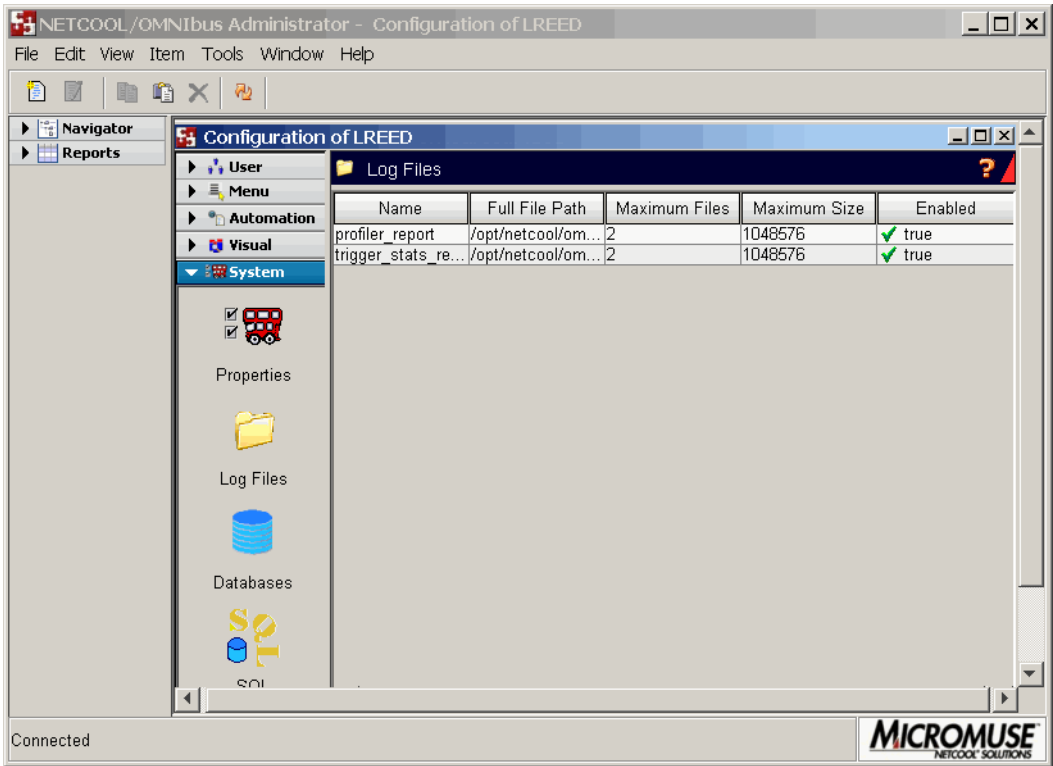 NETCOOL/OMNIbus Administrator - Configuration of LREED
File Edit View Item Tools Window Help
Navigator
Reports
Configuration of LREED
User
Menu
Automation
Visual
System
Properties
Log Files
Databases
SQL
Log Files
?
Name Full File Path Maximum Files Maximum Size Enabled
profiler_report /opt/netcool/om... 2 1048576 true
trigger_stats_re... /opt/netcool/om... 2 1048576 true
Connected
MICROMUSE
NETCOOL® SOLUTIONS